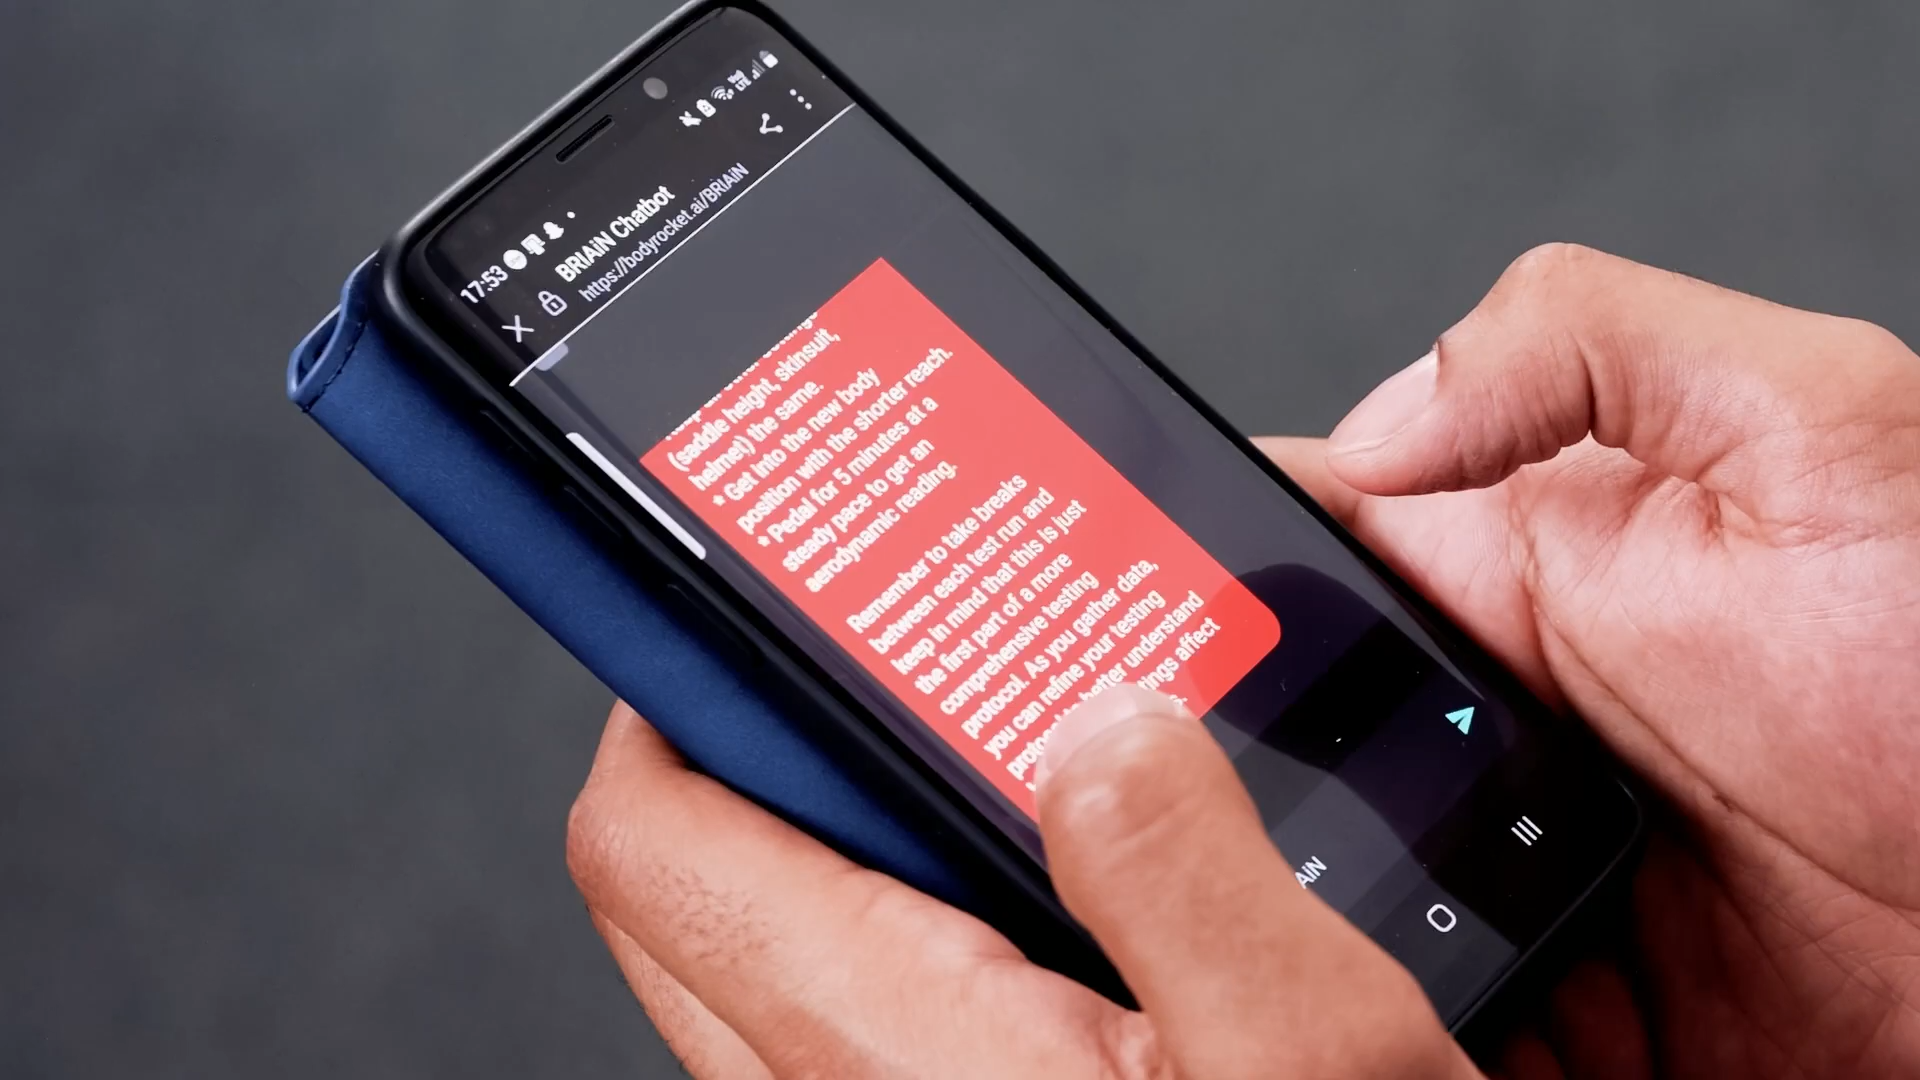 17:53
BRIAiN Chatbot
https://bodyrocket.ai/BRIAiN
(saddle height, skinsuit,
helmet) the same.
* Get into the new body
position with the shorter reach.
* Pedal for 5 minutes at a
steady pace to get an
aerodynamic reading.
Remember to take breaks
between each test run and
keep in mind that this is just
the first part of a more
comprehensive testing
protocol. As you gather data,
you can refine your testing
better understand
tings affect
AiN